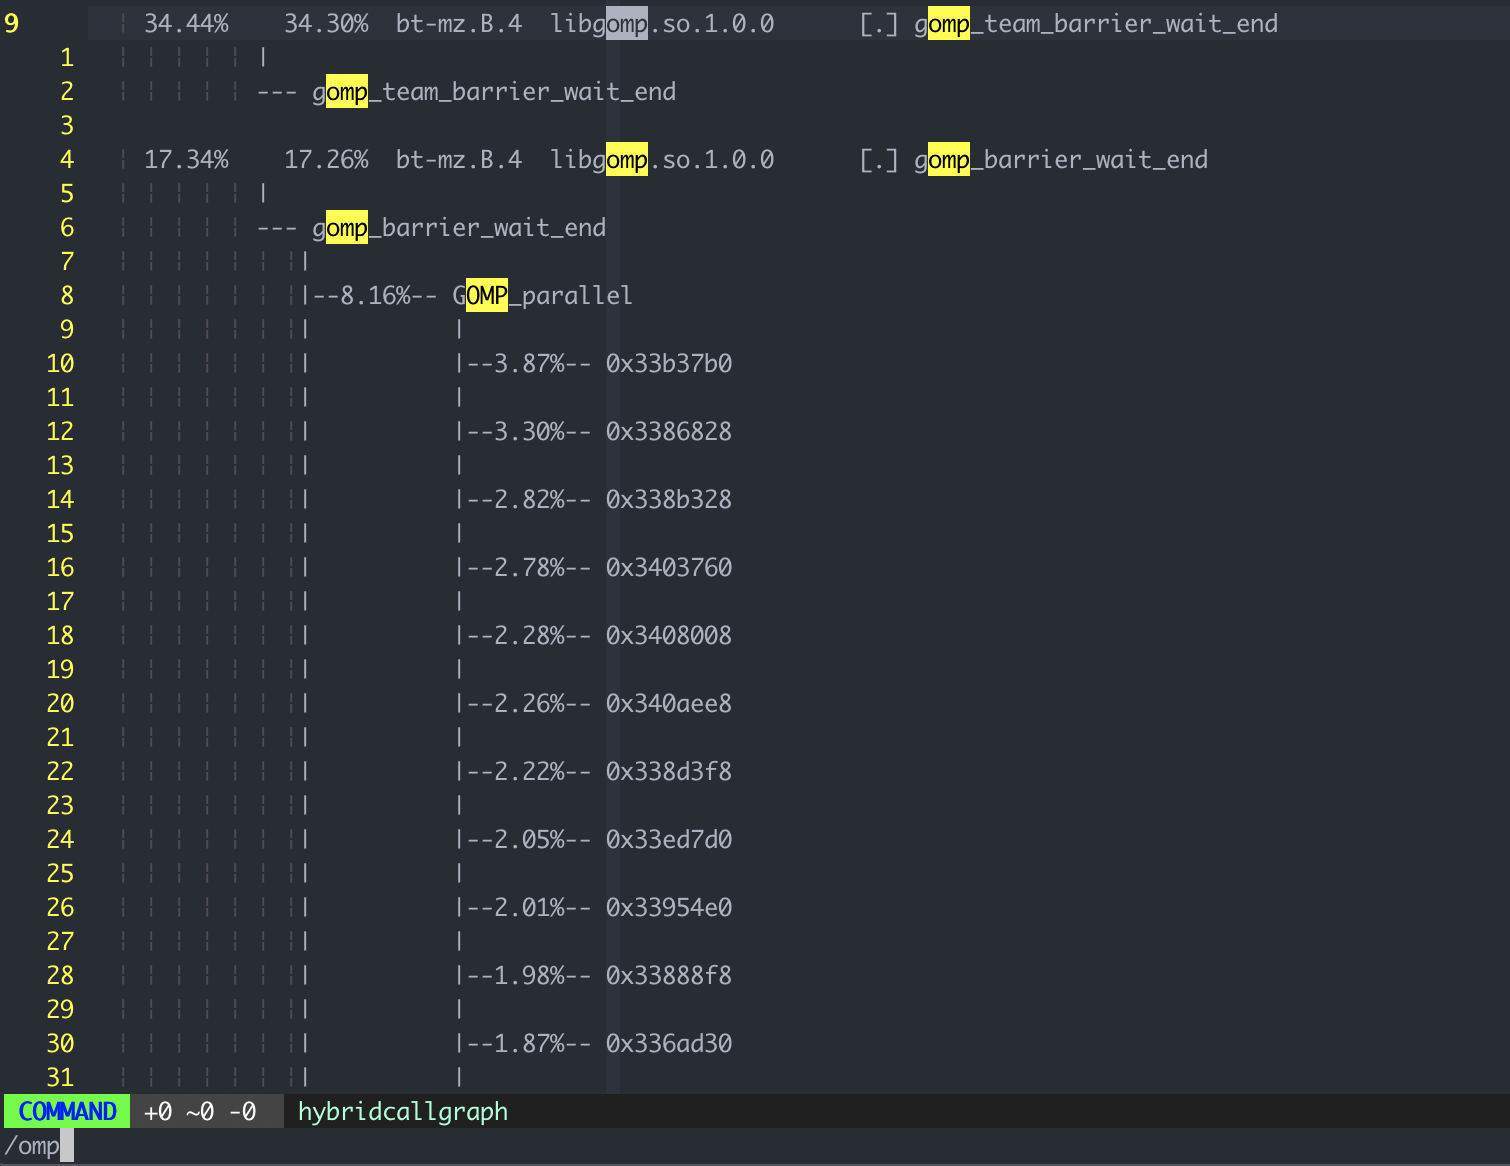 9 34.44% 34.30% bt-mz.B.4 libgomp.so.1.0.0 [.] gomp_team_barrier_wait_end
1 |
2 --- gomp_team_barrier_wait_end
3
4 17.34% 17.26% bt-mz.B.4 libgomp.so.1.0.0 [.] gomp_barrier_wait_end
5 |
6 --- gomp_barrier_wait_end
7 |
8 |--8.16%-- GOMP_parallel
9 | |
10 | |--3.87%-- 0x33b37b0
11 | |
12 | |--3.30%-- 0x3386828
13 | |
14 | |--2.82%-- 0x338b328
15 | |
16 | |--2.78%-- 0x3403760
17 | |
18 | |--2.28%-- 0x3408008
19 | |
20 | |--2.26%-- 0x340aee8
21 | |
22 | |--2.22%-- 0x338d3f8
23 | |
24 | |--2.05%-- 0x33ed7d0
25 | |
26 | |--2.01%-- 0x33954e0
27 | |
28 | |--1.98%-- 0x33888f8
29 | |
30 | |--1.87%-- 0x336ad30
31 | |
COMMAND +0 ~0 -0 hybridcallgraph
/omp